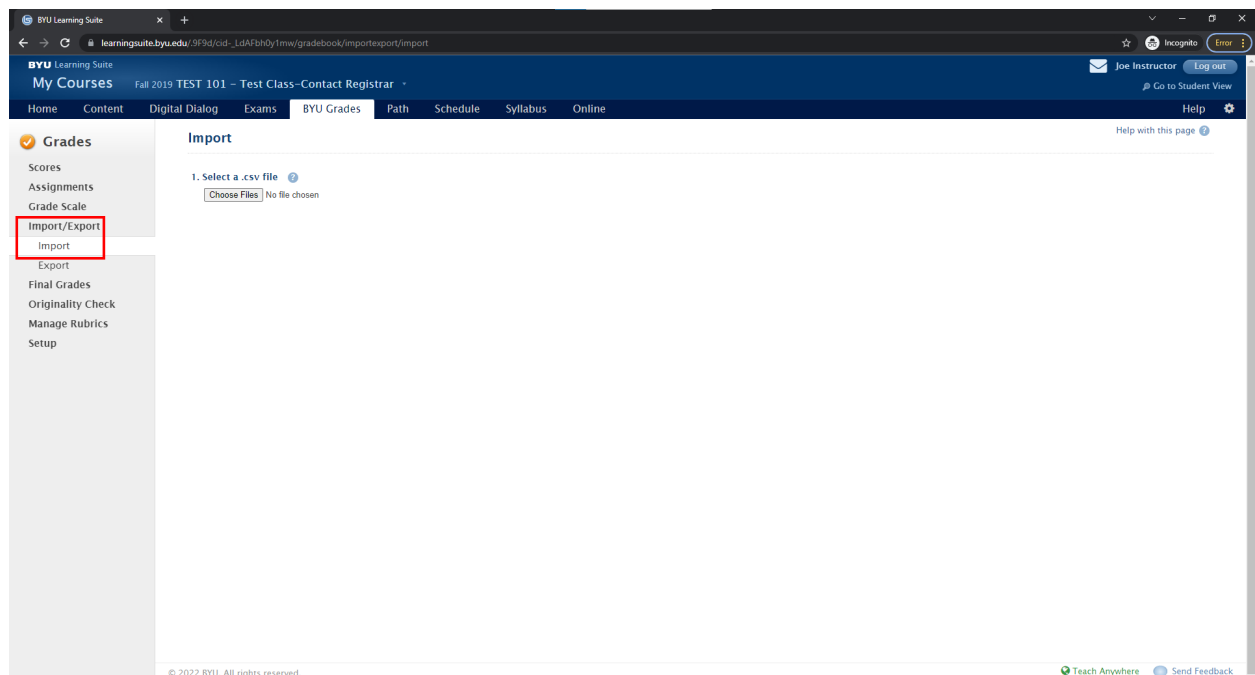 BYU Learning Suite
learningsuite.byu.edu/.9F9d/cid-_LdAFbh0y1mw/gradebook/importexport/import
Incognito
Error
BYU Learning Suite
Joe Instructor
Log out
My Courses
Fall 2019 TEST 101 – Test Class–Contact Registrar
Go to Student View
Home Content Digital Dialog Exams BYU Grades Path Schedule Syllabus Online Help
Grades
Import
Help with this page ?
Scores
Assignments
Grade Scale
Import/Export
Import
Export
Final Grades
Originality Check
Manage Rubrics
Setup
1. Select a .csv file ?
Choose Files No file chosen
© 2022 BYU. All rights reserved
Teach Anywhere
Send Feedback